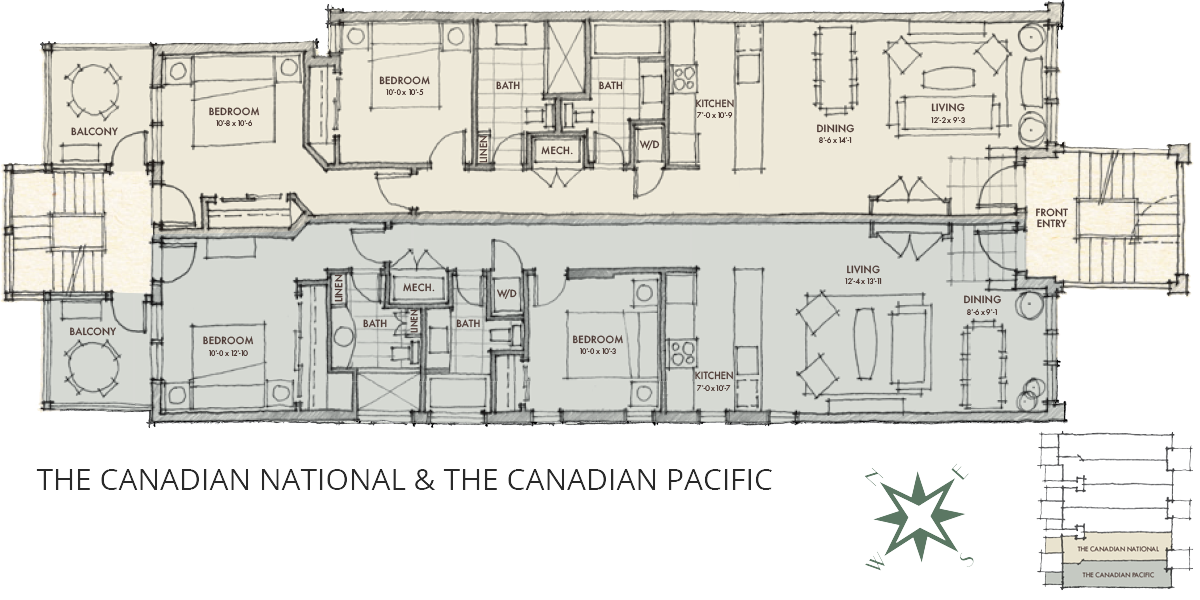 BEDROOM
10'-0 x 10'-5
BALCONY
BEDROOM
10'-8 x 10'-6
BATH
BATH
LINEN
MECH.
W/D
KITCHEN
7'-0 x 10'-9
DINING
8'-6 x 14'-1
LIVING
12'-2 x 9'-3
FRONT
ENTRY
BALCONY
BEDROOM
10'-0 x 12'-10
LINEN
MECH.
BATH
LINEN
BATH
W/D
BEDROOM
10'-0 x 10'-3
KITCHEN
7'-0 x 10'-7
LIVING
12'-4 x 13'-11
DINING
8'-6 x 9'-1
THE CANADIAN NATIONAL & THE CANADIAN PACIFIC
N
E
W
S
THE CANADIAN NATIONAL
THE CANADIAN PACIFIC